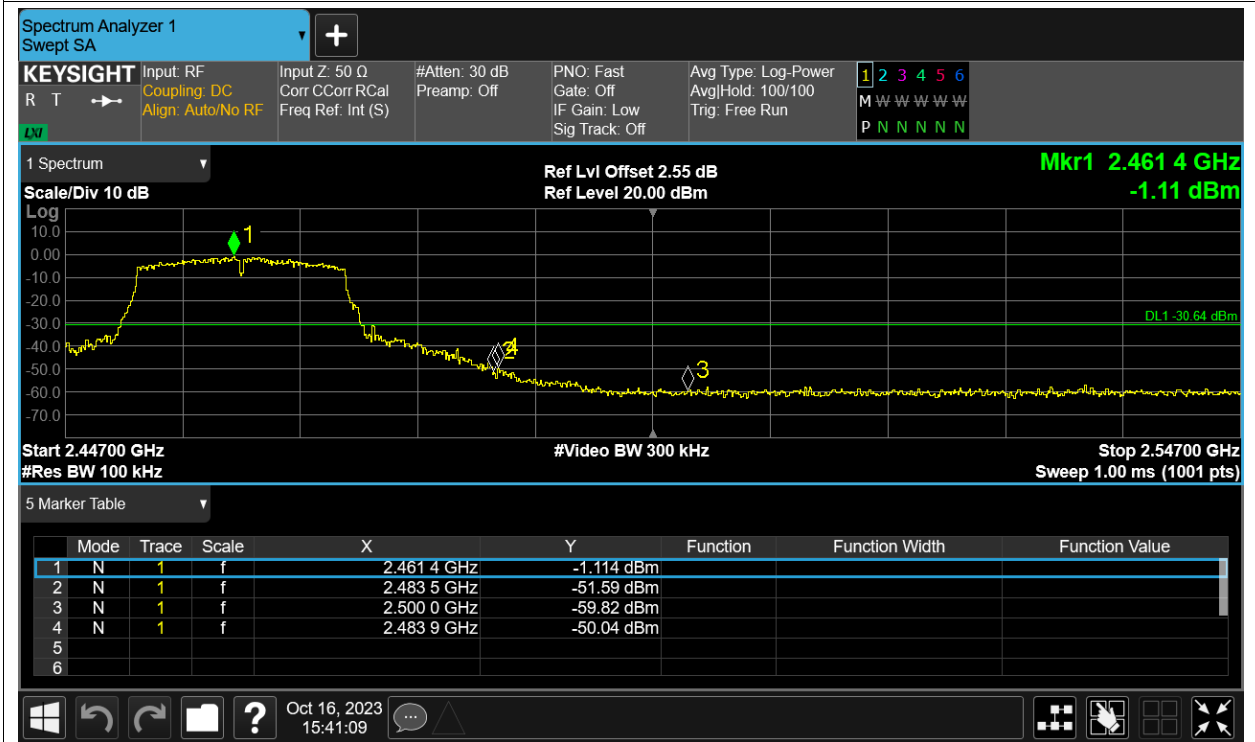 Spectrum Analyzer 1
Swept SA
KEYSIGHT
R T
LXI
Input: RF
Coupling: DC
Align: Auto/No RF
Input Z: 50 Ω
Corr CCorr RCal
Freq Ref: Int (S)
#Atten: 30 dB
Preamp: Off
PNO: Fast
Gate: Off
IF Gain: Low
Sig Track: Off
Avg Type: Log-Power
Avg|Hold: 100/100
Trig: Free Run
1 2 3 4 5 6
M W W W W W
P N N N N N
1 Spectrum
Scale/Div 10 dB
Ref Lvl Offset 2.55 dB
Ref Level 20.00 dBm
Mkr1 2.461 4 GHz
-1.11 dBm
Log
10.0
0.00
-10.0
-20.0
-30.0
-40.0
-50.0
-60.0
-70.0
1
2
4
3
DL1 -30.64 dBm
Start 2.44700 GHz
#Video BW 300 kHz
Stop 2.54700 GHz
#Res BW 100 kHz
Sweep 1.00 ms (1001 pts)
5 Marker Table
Mode Trace Scale X Y Function Function Width Function Value
1 N 1 f 2.461 4 GHz -1.114 dBm
2 N 1 f 2.483 5 GHz -51.59 dBm
3 N 1 f 2.500 0 GHz -59.82 dBm
4 N 1 f 2.483 9 GHz -50.04 dBm
5
6
?
Oct 16, 2023
15:41:09